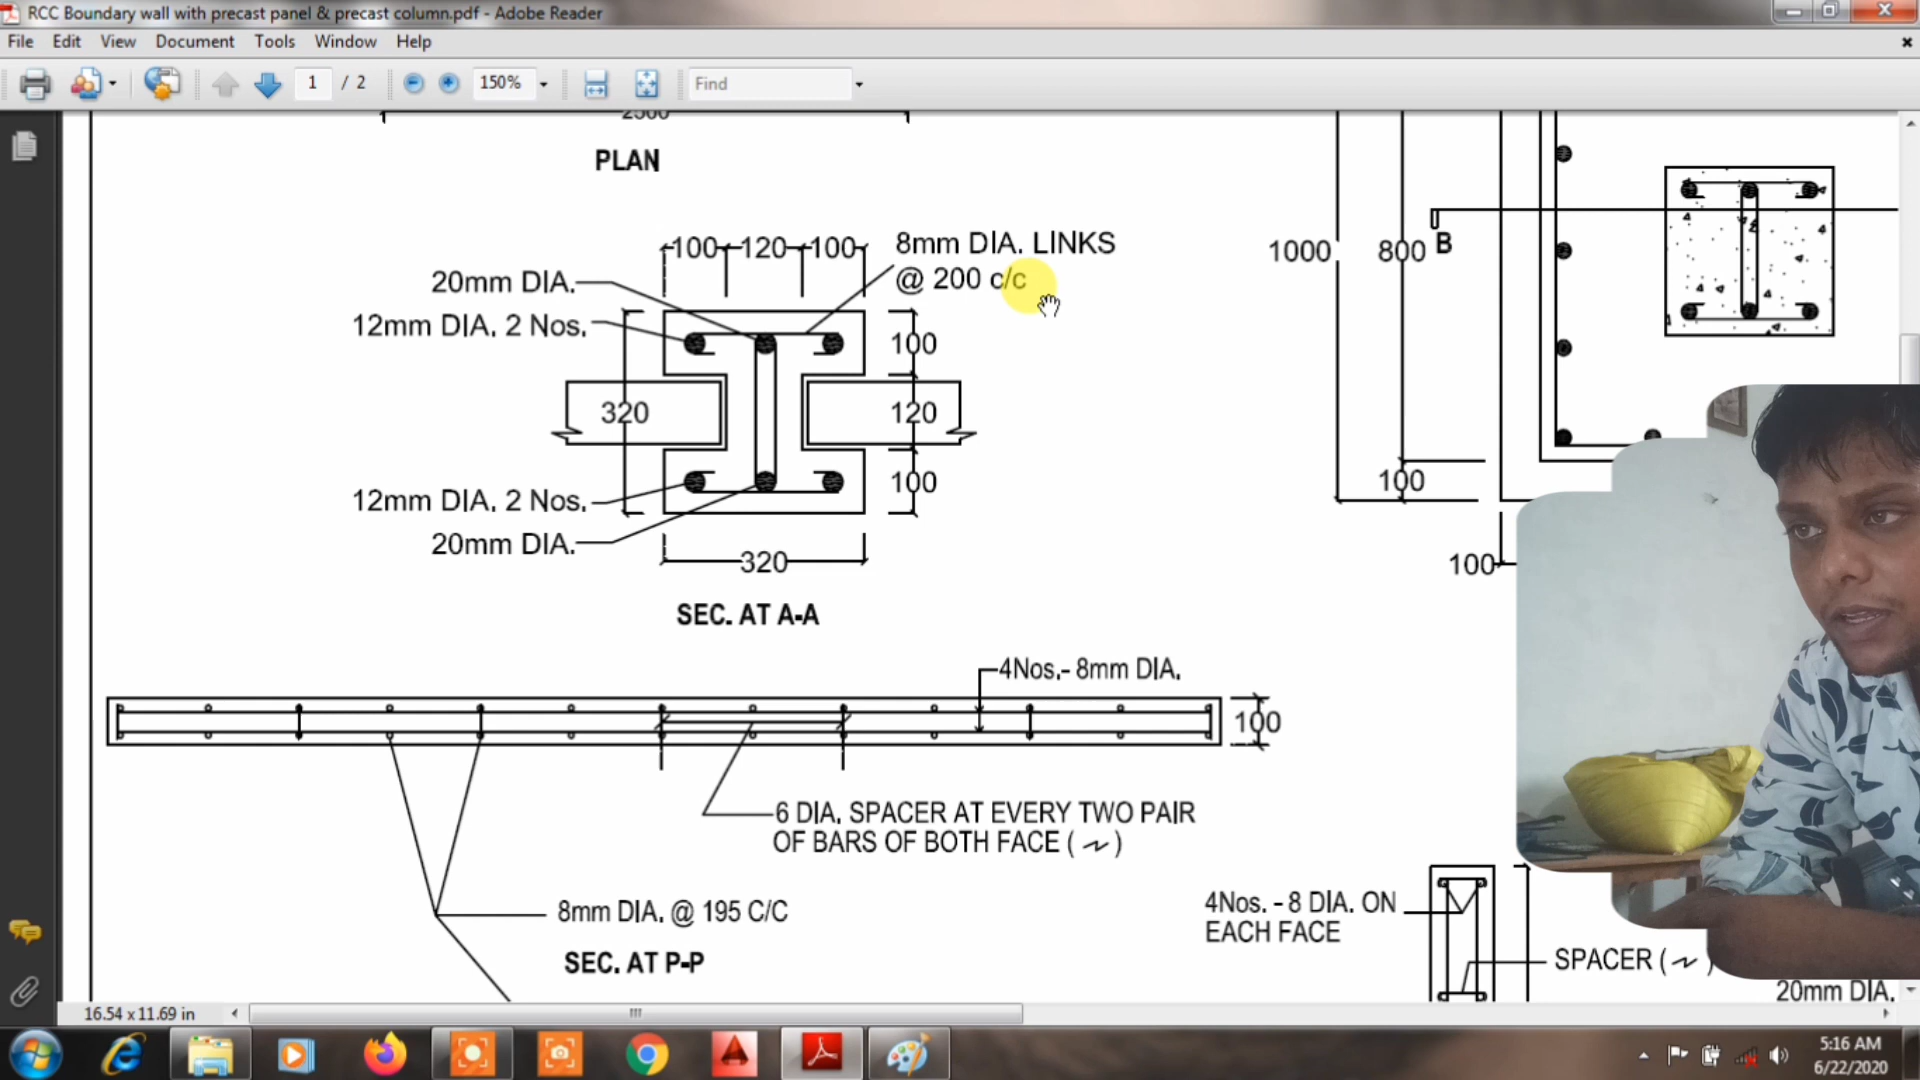 RCC Boundary wall with precast panel & precast column.pdf - Adobe Reader
File Edit View Document Tools Window Help
1 / 2 150% Find
2500
PLAN
100 120 100
8mm DIA. LINKS
@ 200 c/c
20mm DIA.
12mm DIA. 2 Nos.
100
320
120
12mm DIA. 2 Nos.
100
20mm DIA.
320
SEC. AT A-A
1000
800
B
100
100
4Nos.- 8mm DIA.
100
6 DIA. SPACER AT EVERY TWO PAIR
OF BARS OF BOTH FACE ( )
8mm DIA. @ 195 C/C
SEC. AT P-P
4Nos. - 8 DIA. ON
EACH FACE
SPACER ( )
20mm DIA.
16.54 x 11.69 in
5:16 AM
6/22/2020